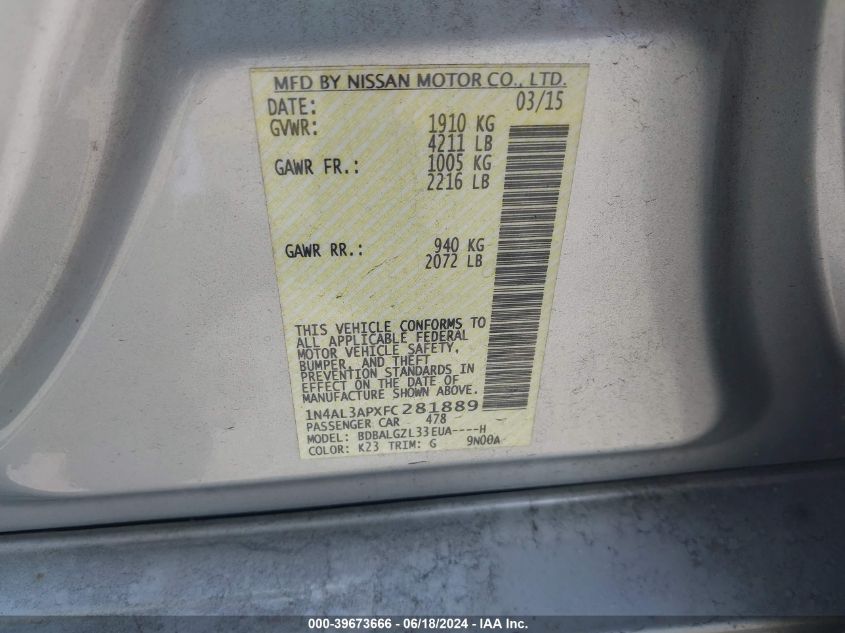 MFD BY NISSAN MOTOR CO., LTD.
DATE: 03/15
GVWR: 1910 KG
4211 LB
GAWR FR.: 1005 KG
2216 LB
GAWR RR.: 940 KG
2072 LB
THIS VEHICLE CONFORMS TO
ALL APPLICABLE FEDERAL
MOTOR VEHICLE SAFETY,
BUMPER, AND THEFT
PREVENTION STANDARDS IN
EFFECT ON THE DATE OF
MANUFACTURE SHOWN ABOVE.
1N4AL3APXFC281889
PASSENGER CAR 478
MODEL: BDBALGZL33EUA----H
COLOR: K23 TRIM: G 9N00A
000-39673666 - 06/18/2024 - IAA Inc.